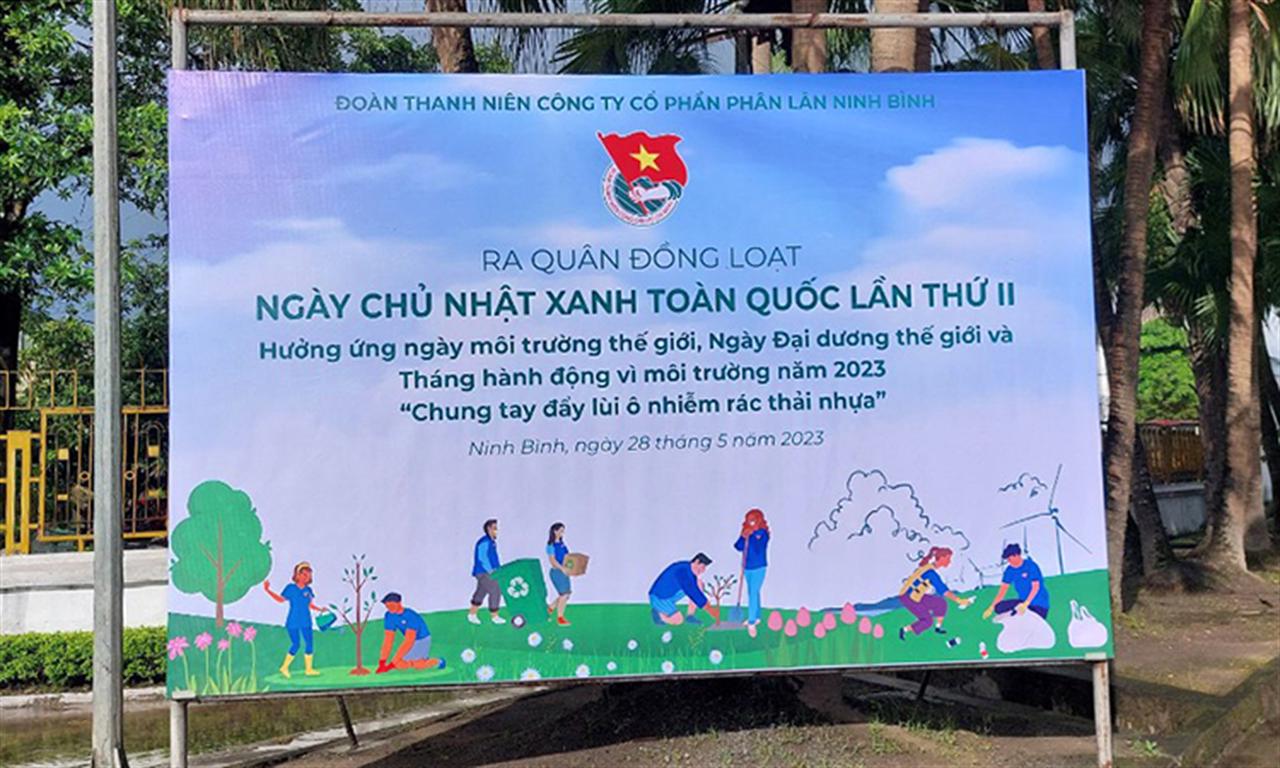 ĐOÀN THANH NIÊN CÔNG TY CỔ PHẦN PHÂN LÂN NINH BÌNH
RA QUÂN ĐỒNG LOẠT
NGÀY CHỦ NHẬT XANH TOÀN QUỐC LẦN THỨ II
Hưởng ứng ngày môi trường thế giới, Ngày Đại dương thế giới và
Tháng hành động vì môi trường năm 2023
“Chung tay đẩy lùi ô nhiễm rác thải nhựa”
Ninh Bình, ngày 28 tháng 5 năm 2023